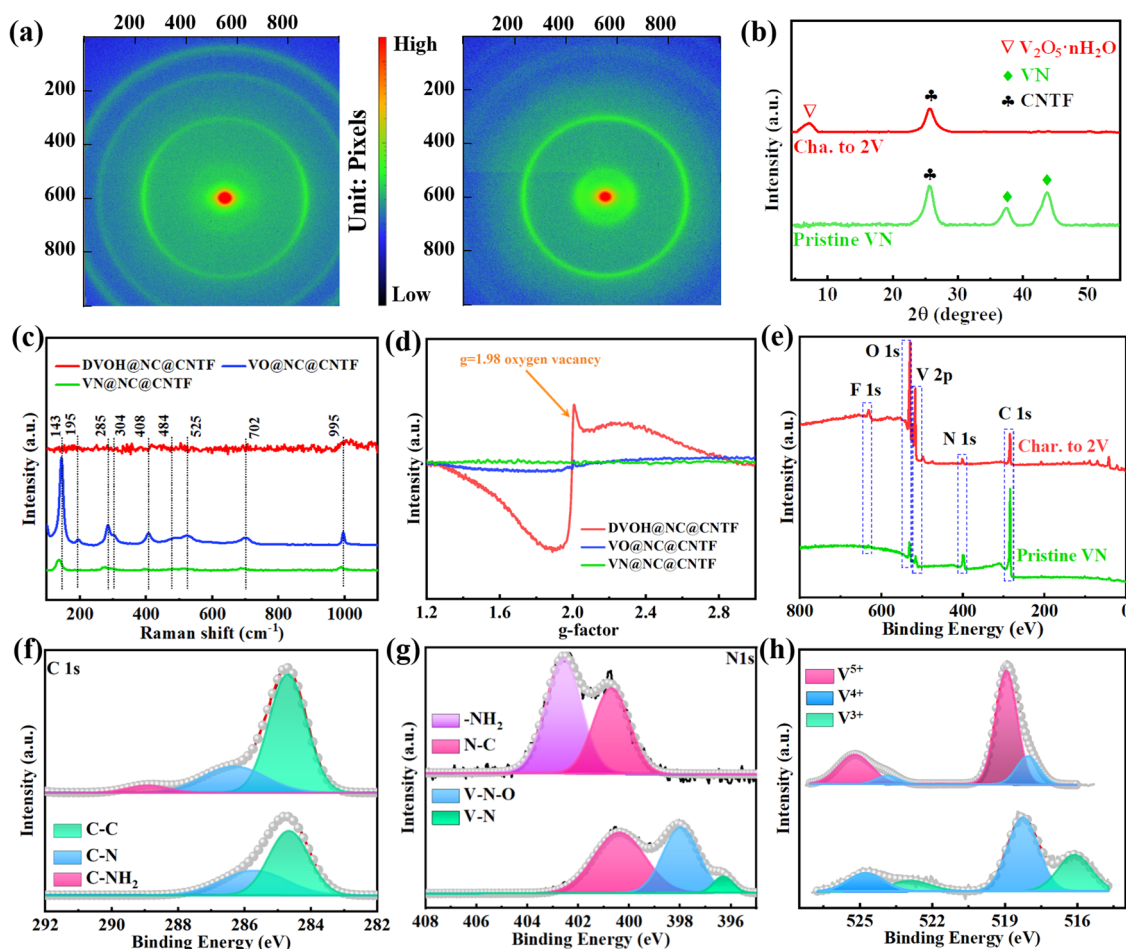 (a)
200 400 600 800
High
200 400 600 800
200
400
600
800
Unit: Pixels
Low
200
400
600
800
(b)
Intensity (a.u.)
▽ V₂O₅·nH₂O
♦ VN
♣ CNTF
▽
♣
Cha. to 2V
♣
♦
♦
Pristine VN
10 20 30 40 50
2θ (degree)
(c)
Intensity (a.u.)
DVOH@NC@CNTF
VO@NC@CNTF
VN@NC@CNTF
143
195
285
304
408
484
525
702
995
200 400 600 800 1000
Raman shift (cm⁻¹)
(d)
Intensity (a.u.)
g=1.98 oxygen vacancy
DVOH@NC@CNTF
VO@NC@CNTF
VN@NC@CNTF
1.2 1.6 2.0 2.4 2.8
g-factor
(e)
Intensity (a.u.)
O 1s
V 2p
F 1s
N 1s
C 1s
Char. to 2V
Pristine VN
800 600 400 200 0
Binding Energy (eV)
(f)
C 1s
Intensity (a.u.)
C-C
C-N
C-NH₂
292 290 288 286 284 282
Binding Energy (eV)
(g)
N1s
Intensity (a.u.)
-NH₂
N-C
V-N-O
V-N
408 406 404 402 400 398 396
Binding Energy (eV)
(h)
Intensity (a.u.)
V⁵⁺
V⁴⁺
V³⁺
525 522 519 516
Binding Energy (eV)